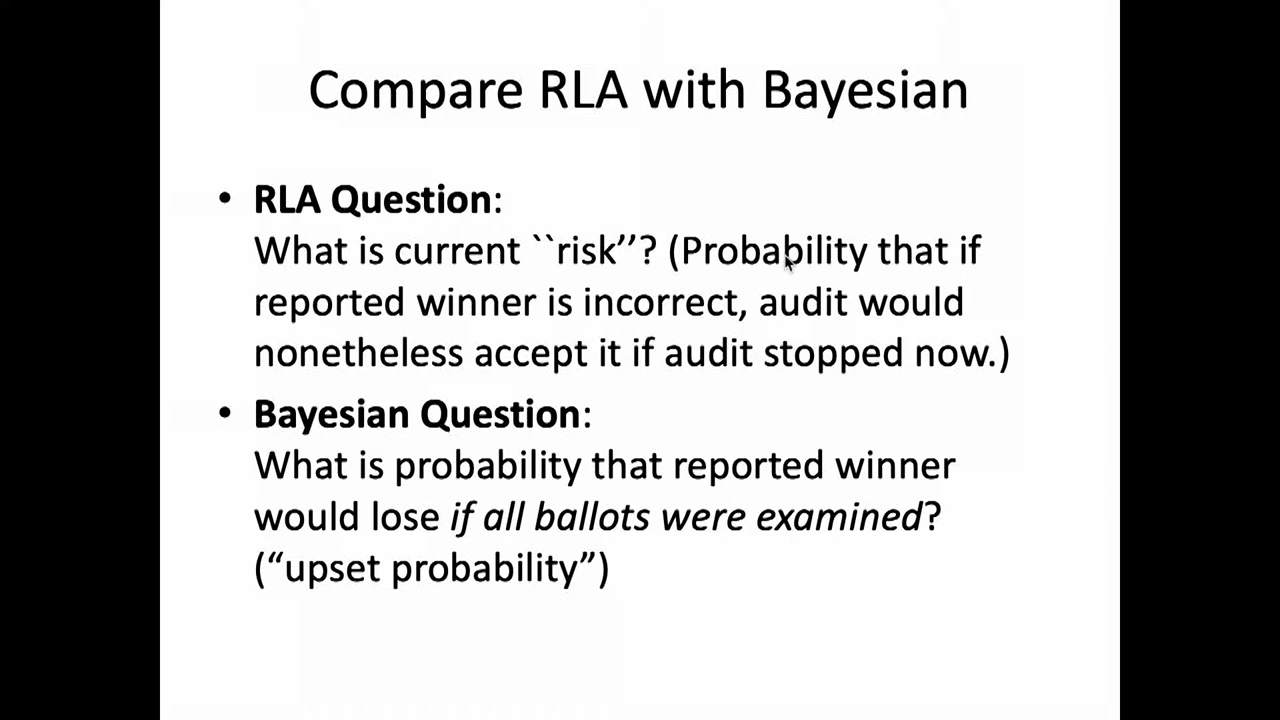 Compare RLA with Bayesian
• RLA Question:
What is current ``risk’’? (Probability that if
reported winner is incorrect, audit would
nonetheless accept it if audit stopped now.)
• Bayesian Question:
What is probability that reported winner
would lose if all ballots were examined?
(“upset probability”)